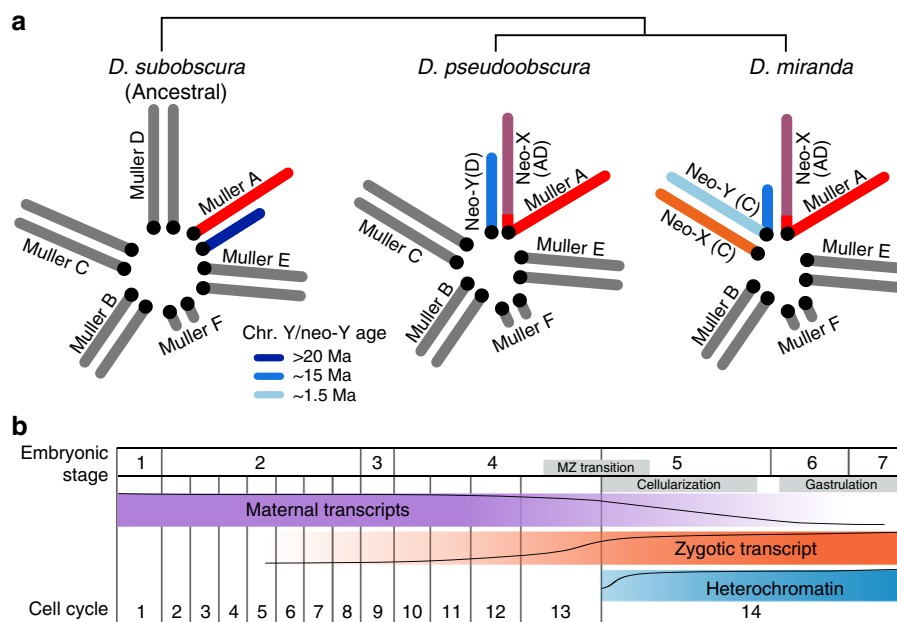 a
D. subobscura
(Ancestral)
D. pseudoobscura
D. miranda
Muller D
Muller A
Muller C
Muller E
Muller B
Muller F
Neo-Y(D)
Neo-X
(AD)
Muller A
Muller C
Muller E
Muller B
Muller F
Neo-X
(AD)
Neo-Y (C)
Muller A
Neo-X (C)
Muller E
Muller B
Muller F
Chr. Y/neo-Y age
>20 Ma
~15 Ma
~1.5 Ma
b
Embryonic
stage
1 2 3 4 5 6 7
MZ transition
Cellularization Gastrulation
Maternal transcripts
Zygotic transcript
Heterochromatin
Cell cycle 1 2 3 4 5 6 7 8 9 10 11 12 13 14